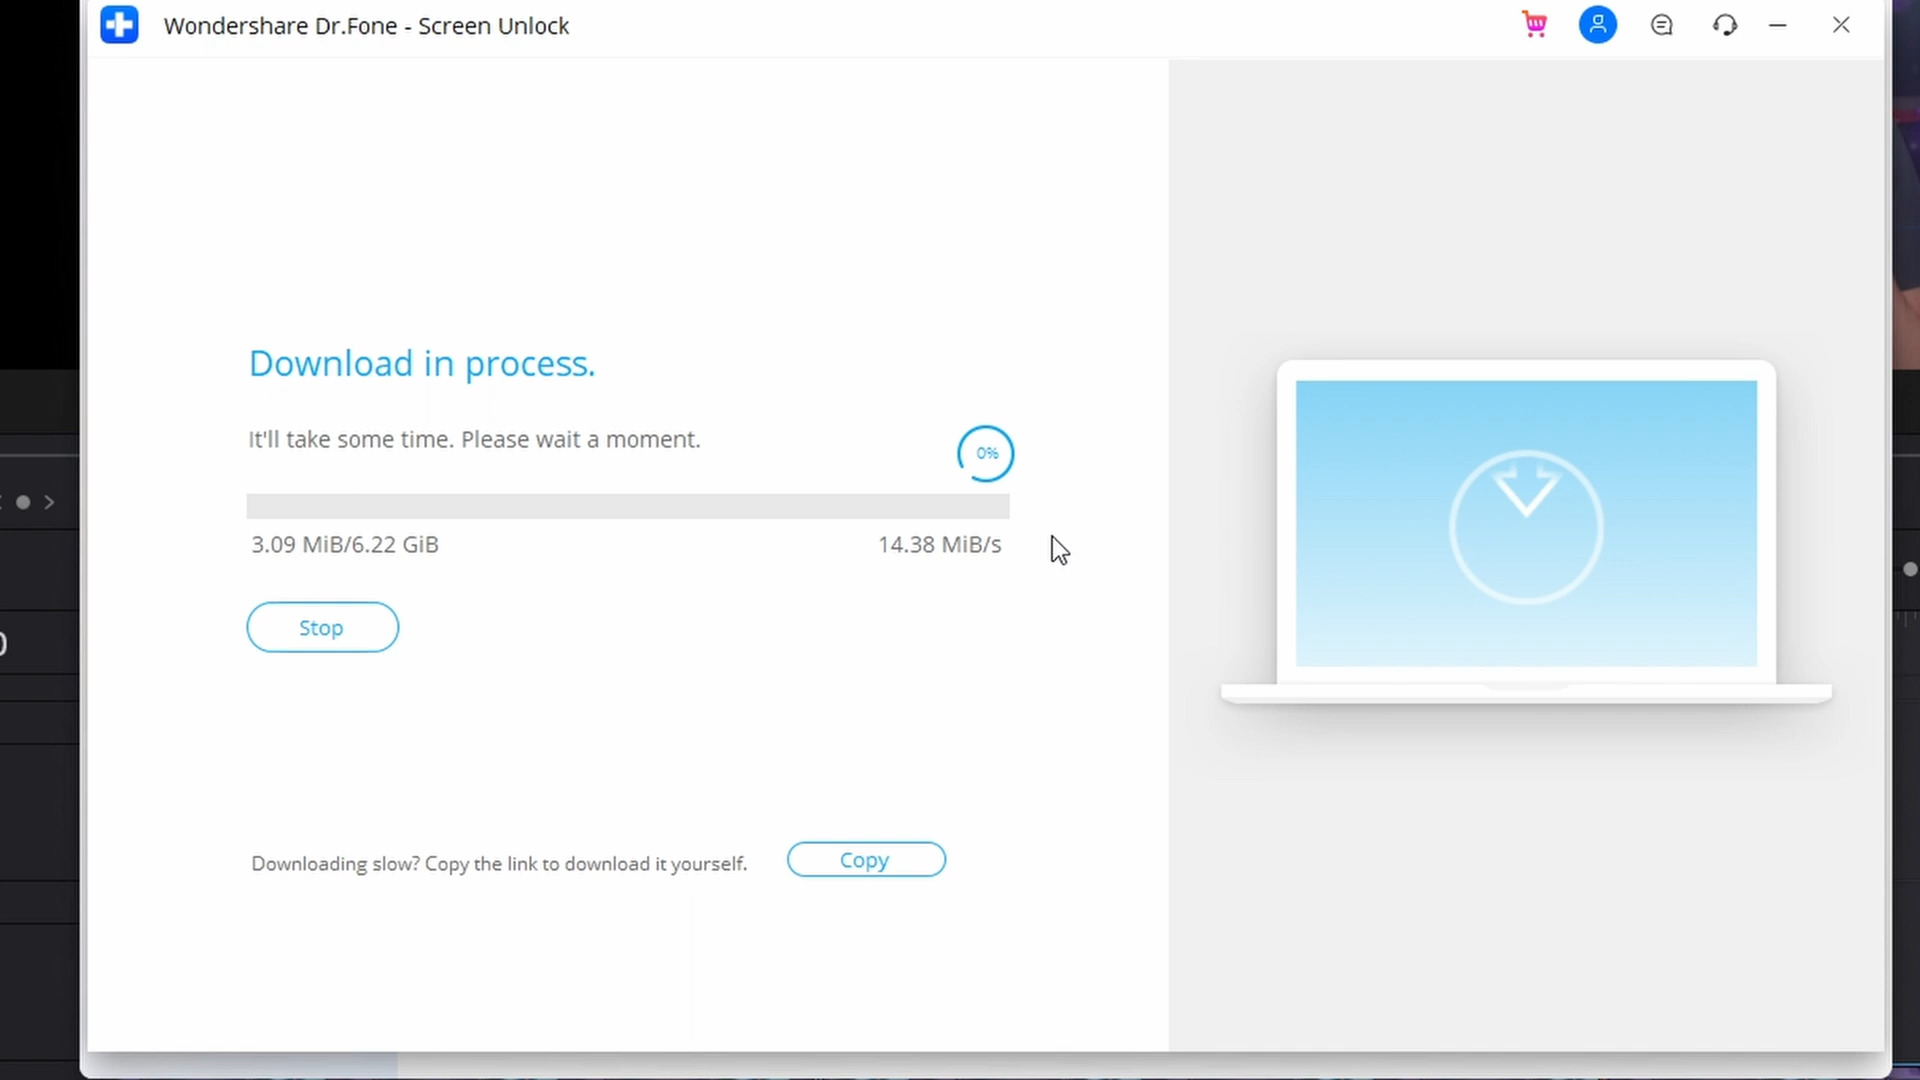 Wondershare Dr.Fone - Screen Unlock
Download in process.
It'll take some time. Please wait a moment.
0%
3.09 MiB/6.22 GiB
14.38 MiB/s
Stop
Downloading slow? Copy the link to download it yourself.
Copy